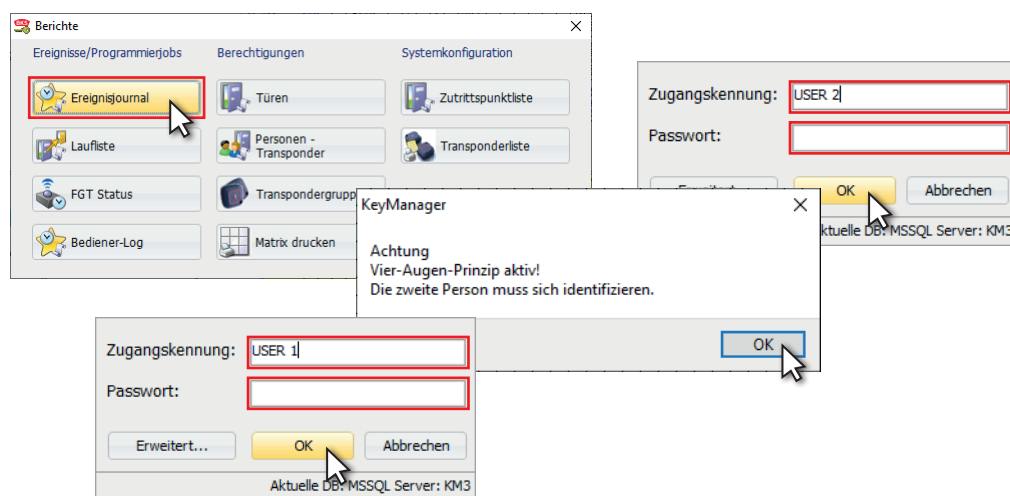 BKS Berichte
Ereignisse/Programmierjobs
Berechtigungen
Systemkonfiguration
Ereignisjournal
Türen
Zutrittspunktliste
Laufliste
Personen -
Transponder
Transponderliste
FGT Status
Transpondergrupp
Bediener-Log
Matrix drucken
Zugangskennung: USER 2
Passwort:
OK
Abbrechen
ktuelle DB: MSSQL Server: KM3
KeyManager
Achtung
Vier-Augen-Prinzip aktiv!
Die zweite Person muss sich identifizieren.
OK
Zugangskennung: USER 1
Passwort:
Erweitert...
OK
Abbrechen
Aktuelle DB: MSSQL Server: KM3